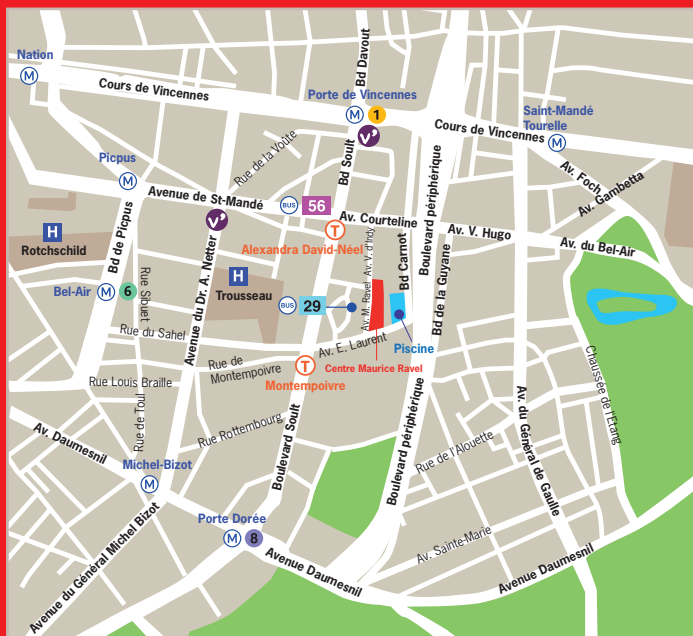 Bd Davout
Nation
M
Cours de Vincennes
Porte de Vincennes
M 1
V'
Saint-Mandé
Tourelle
M
Cours de Vincennes
Picpus
M
Rue de la Voûte
Bd Soult
Boulevard périphérique
Av. Foch
Av. Gambetta
Avenue de St-Mandé
BUS 56
V'
Av. Courteline
Av. V. Hugo
Av. du Bel-Air
H
Rotchschild
Bd de Picpus
T
Alexandra David-Néel
Av. V. d'Indy
Bd Carnot
Bd de la Guyane
H
Trousseau
Bel-Air M 6
Rue Sibuet
Avenue du Dr. A. Netter
BUS 29
Av. M. Ravel
Rue du Sahel
Av. E. Laurent
Piscine
Centre Maurice Ravel
Rue de
Montempoivre
T
Montempoivre
Rue Louis Braille
Chaussée de l'Etang
Rue de Toul
Rue Rottembourg
Boulevard Soult
Boulevard périphérique
Av. du Général de Gaulle
Av. Daumesnil
Rue de l'Alouette
Michel-Bizot
M
Porte Dorée
M 8
Avenue du Général Michel Bizot
Avenue Daumesnil
Av. Sainte-Marie
Avenue Daumesnil